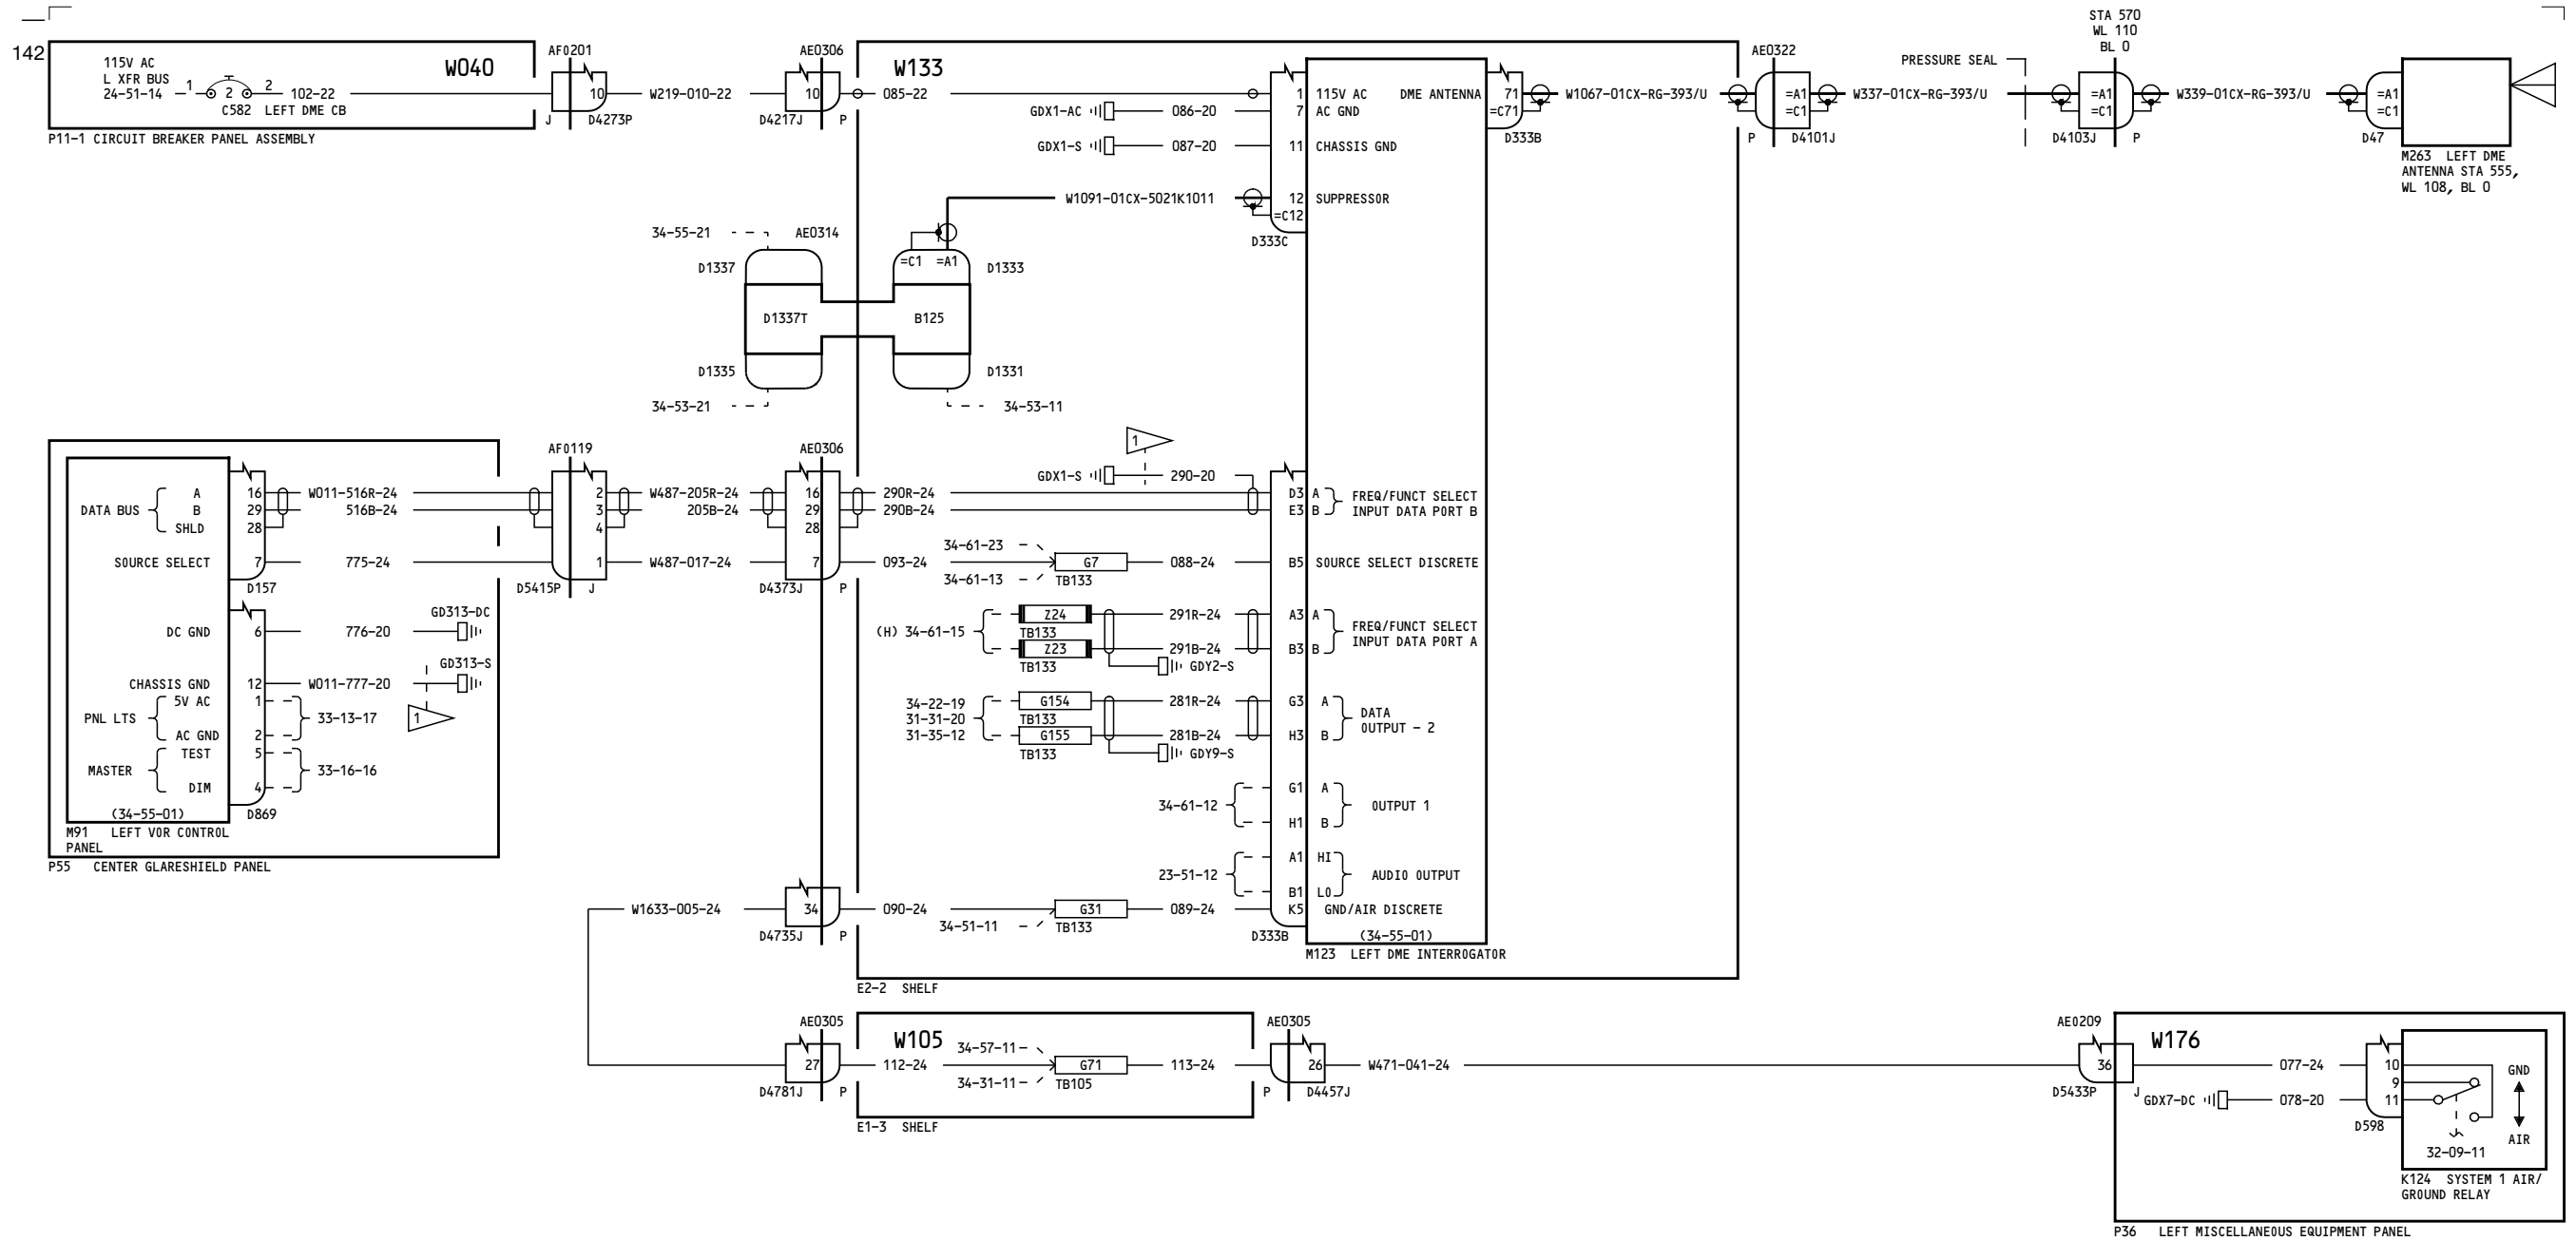 142
115V AC
L XFR BUS
24-51-14
1
2
2
102-22
C582 LEFT DME CB
W040
P11-1 CIRCUIT BREAKER PANEL ASSEMBLY
AF0201
10
J
D4273P
W219-010-22
AE0306
10
D4217J
P
W133
085-22
GDX1-AC
086-20
GDX1-S
087-20
1
7
11
12
=C12
D333C
115V AC
AC GND
CHASSIS GND
SUPPRESSOR
DME ANTENNA
71
=C71
D333B
W1067-01CX-RG-393/U
AE0322
=A1
=C1
P
D4101J
W337-01CX-RG-393/U
PRESSURE SEAL
STA 570
WL 110
BL 0
=A1
=C1
D4103J
P
W339-01CX-RG-393/U
=A1
=C1
D47
M263 LEFT DME
ANTENNA STA 555,
WL 108, BL 0
W1091-01CX-5021K1011
34-55-21
AE0314
D1337
=C1
=A1
D1333
D1337T
B125
D1335
D1331
34-53-21
34-53-11
DATA BUS
A
B
SHLD
16
29
28
W011-516R-24
516B-24
SOURCE SELECT
7
775-24
D157
AF0119
2
3
4
1
D5415P
J
W487-205R-24
205B-24
W487-017-24
AE0306
16
29
28
7
D4373J
P
1
GDX1-S
290-20
290R-24
290B-24
D3 A
E3 B
FREQ/FUNCT SELECT
INPUT DATA PORT B
093-24
34-61-23
34-61-13
G7
TB133
088-24
B5
SOURCE SELECT DISCRETE
DC GND
6
776-20
GD313-DC
CHASSIS GND
12
W011-777-20
GD313-S
1
PNL LTS
5V AC
AC GND
1
2
33-13-17
MASTER
TEST
DIM
5
4
33-16-16
(34-55-01)
D869
M91 LEFT VOR CONTROL
PANEL
P55 CENTER GLARESHIELD PANEL
(H) 34-61-15
Z24
TB133
Z23
TB133
291R-24
291B-24
GDY2-S
A3 A
B3 B
FREQ/FUNCT SELECT
INPUT DATA PORT A
34-22-19
31-31-20
31-35-12
G154
TB133
G155
TB133
281R-24
281B-24
GDY9-S
G3 A
H3 B
DATA
OUTPUT - 2
34-61-12
G1 A
H1 B
OUTPUT 1
23-51-12
A1 HI
B1 LO
AUDIO OUTPUT
W1633-005-24
34
D4735J
P
090-24
34-51-11
G31
TB133
089-24
K5
GND/AIR DISCRETE
D333B
(34-55-01)
M123 LEFT DME INTERROGATOR
E2-2 SHELF
AE0305
27
D4781J
P
W105
112-24
34-57-11
34-31-11
G71
TB105
113-24
E1-3 SHELF
AE0305
26
P
D4457J
W471-041-24
AE0209
36
D5433P
J
W176
077-24
GDX7-DC
078-20
10
9
11
D598
GND
AIR
32-09-11
K124 SYSTEM 1 AIR/
GROUND RELAY
P36 LEFT MISCELLANEOUS EQUIPMENT PANEL